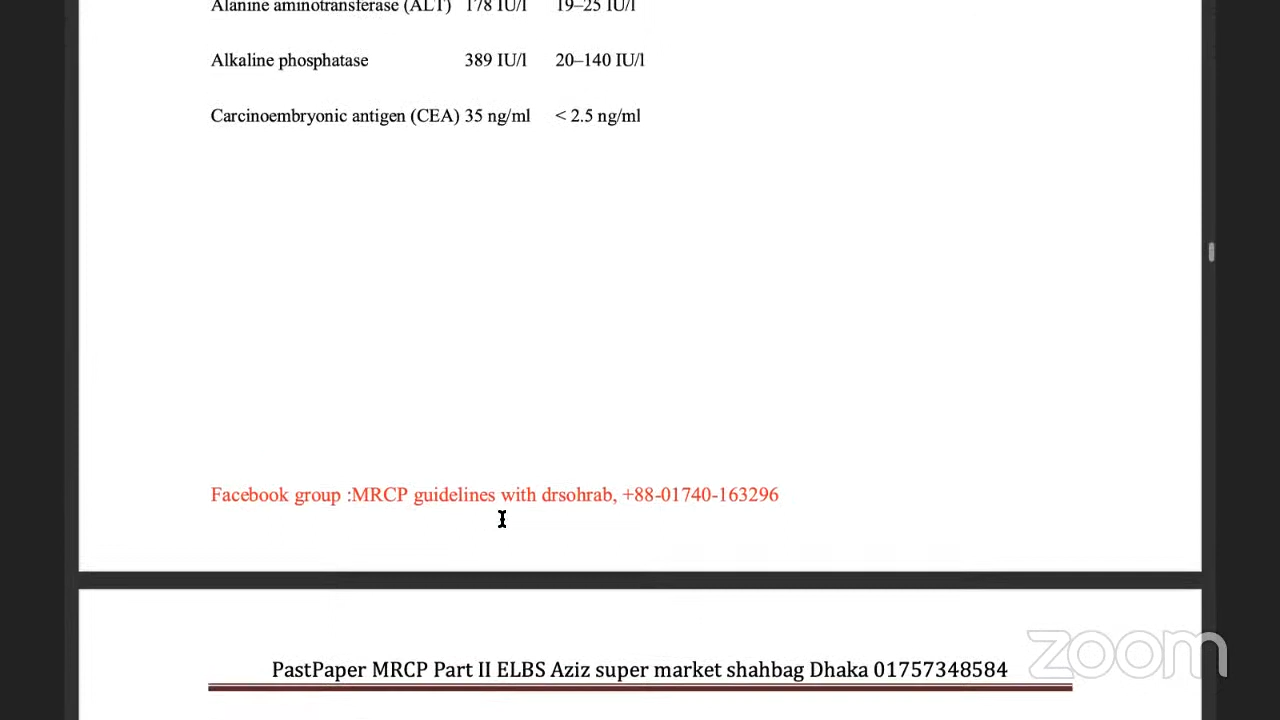 Alanine aminotransferase (ALT) 178 IU/l 19–25 IU/l
Alkaline phosphatase 389 IU/l 20–140 IU/l
Carcinoembryonic antigen (CEA) 35 ng/ml < 2.5 ng/ml
Facebook group :MRCP guidelines with drsohrab, +88-01740-163296
PastPaper MRCP Part II ELBS Aziz super market shahbag Dhaka 01757348584
zoom